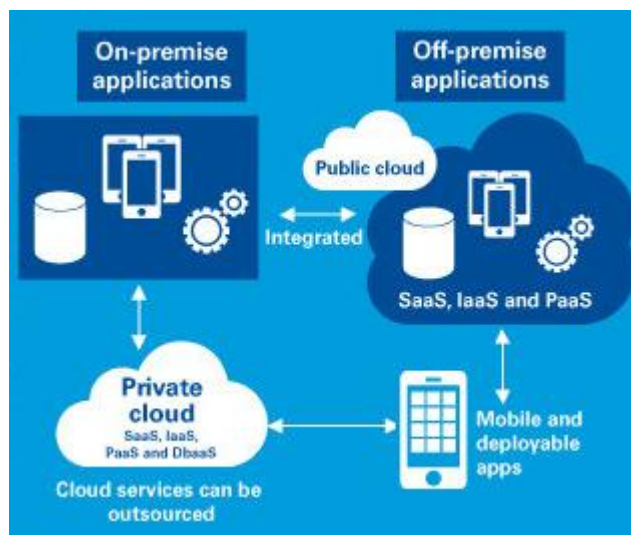 On-premise
applications
Off-premise
applications
Public cloud
Integrated
SaaS, IaaS and PaaS
Private
cloud
SaaS, IaaS,
PaaS and DbaaS
Mobile and
deployable
apps
Cloud services can be
outsourced